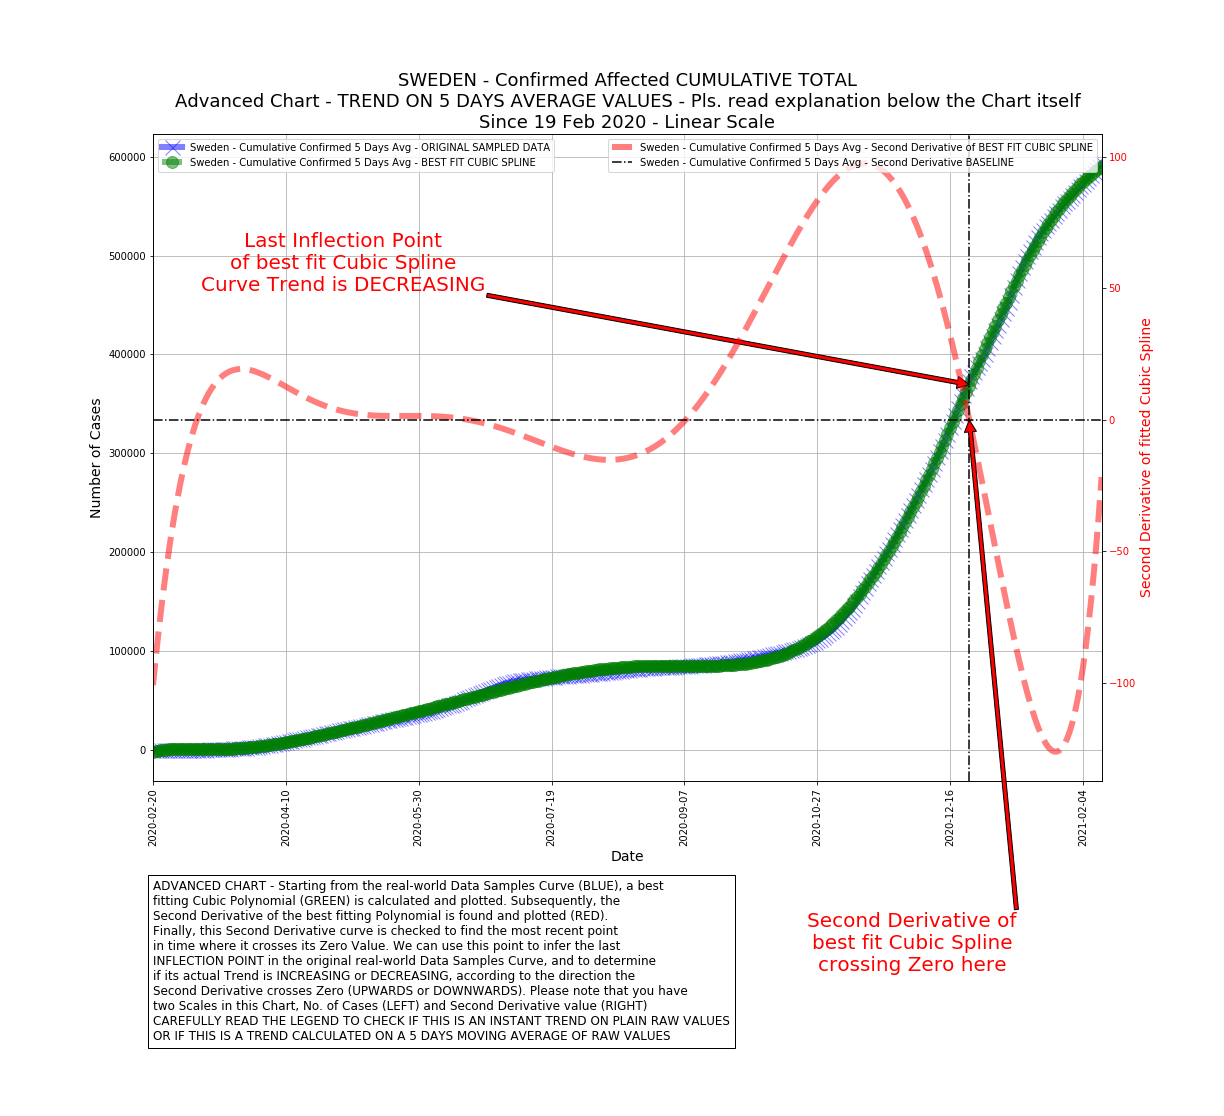 SWEDEN - Confirmed Affected CUMULATIVE TOTAL
Advanced Chart - TREND ON 5 DAYS AVERAGE VALUES - Pls. read explanation below the Chart itself
Since 19 Feb 2020 - Linear Scale
Sweden - Cumulative Confirmed 5 Days Avg - ORIGINAL SAMPLED DATA
Sweden - Cumulative Confirmed 5 Days Avg - BEST FIT CUBIC SPLINE
Sweden - Cumulative Confirmed 5 Days Avg - Second Derivative of BEST FIT CUBIC SPLINE
Sweden - Cumulative Confirmed 5 Days Avg - Second Derivative BASELINE
600000
500000
400000
300000
200000
100000
0
Number of Cases
100
50
0
−50
−100
Second Derivative of fitted Cubic Spline
Last Inflection Point
of best fit Cubic Spline
Curve Trend is DECREASING
2020-02-20
2020-04-10
2020-05-30
2020-07-19
2020-09-07
2020-10-27
2020-12-16
2021-02-04
Date
Second Derivative of
best fit Cubic Spline
crossing Zero here
ADVANCED CHART - Starting from the real-world Data Samples Curve (BLUE), a best
fitting Cubic Polynomial (GREEN) is calculated and plotted. Subsequently, the
Second Derivative of the best fitting Polynomial is found and plotted (RED).
Finally, this Second Derivative curve is checked to find the most recent point
in time where it crosses its Zero Value. We can use this point to infer the last
INFLECTION POINT in the original real-world Data Samples Curve, and to determine
if its actual Trend is INCREASING or DECREASING, according to the direction the
Second Derivative crosses Zero (UPWARDS or DOWNWARDS). Please note that you have
two Scales in this Chart, No. of Cases (LEFT) and Second Derivative value (RIGHT)
CAREFULLY READ THE LEGEND TO CHECK IF THIS IS AN INSTANT TREND ON PLAIN RAW VALUES
OR IF THIS IS A TREND CALCULATED ON A 5 DAYS MOVING AVERAGE OF RAW VALUES